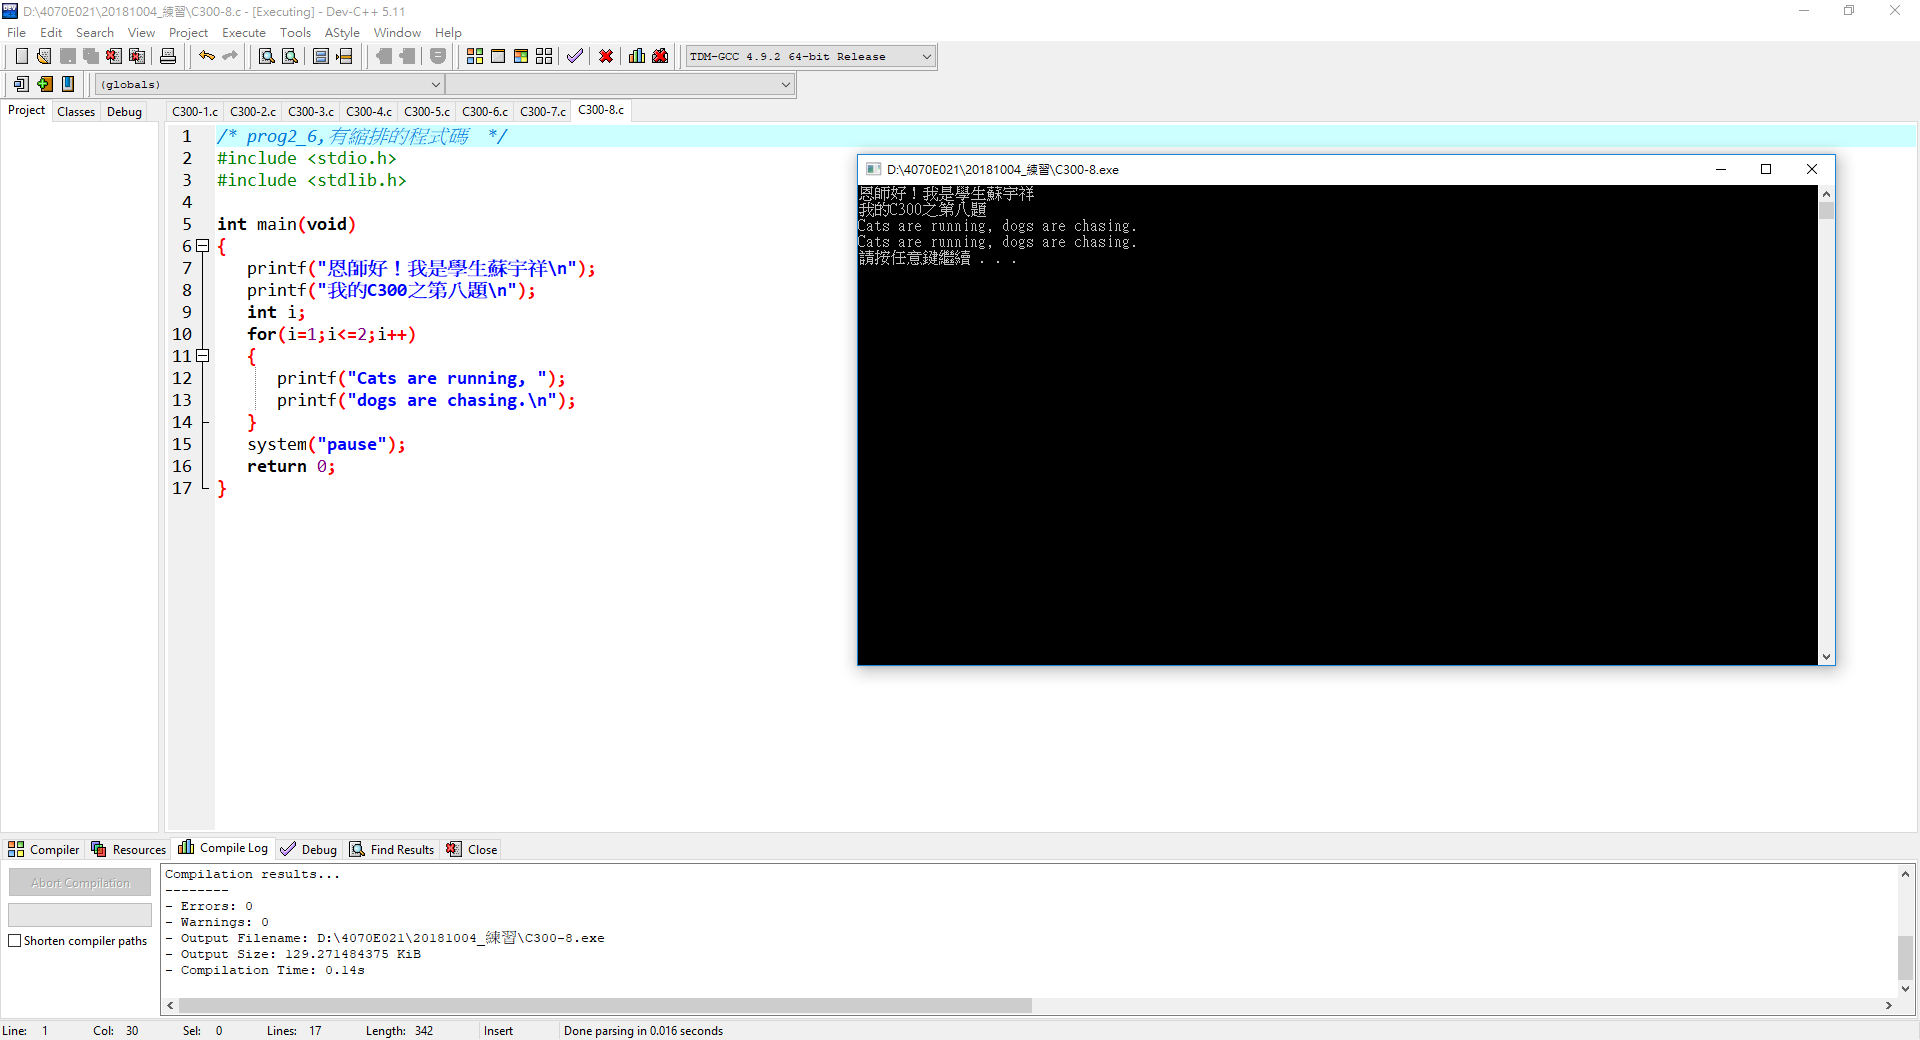 D:\4070E021\20181004_練習\C300-8.c - [Executing] - Dev-C++ 5.11
File Edit Search View Project Execute Tools AStyle Window Help
TDM-GCC 4.9.2 64-bit Release
(globals)
Project Classes Debug
C300-1.c C300-2.c C300-3.c C300-4.c C300-5.c C300-6.c C300-7.c C300-8.c
1 /* prog2_6,有縮排的程式碼  */
2 #include <stdio.h>
3 #include <stdlib.h>
4
5 int main(void)
6 {
7    printf("恩師好！我是學生蘇宇祥\n");
8    printf("我的C300之第八題\n");
9    int i;
10    for(i=1;i<=2;i++)
11    {
12       printf("Cats are running, ");
13       printf("dogs are chasing.\n");
14    }
15    system("pause");
16    return 0;
17 }
D:\4070E021\20181004_練習\C300-8.exe
恩師好！我是學生蘇宇祥
我的C300之第八題
Cats are running, dogs are chasing.
Cats are running, dogs are chasing.
請按任意鍵繼續 . . .
Compiler Resources Compile Log Debug Find Results Close
Abort Compilation
Shorten compiler paths
Compilation results...
--------
- Errors: 0
- Warnings: 0
- Output Filename: D:\4070E021\20181004_練習\C300-8.exe
- Output Size: 129.271484375 KiB
- Compilation Time: 0.14s
Line: 1 Col: 30 Sel: 0 Lines: 17 Length: 342 Insert Done parsing in 0.016 seconds